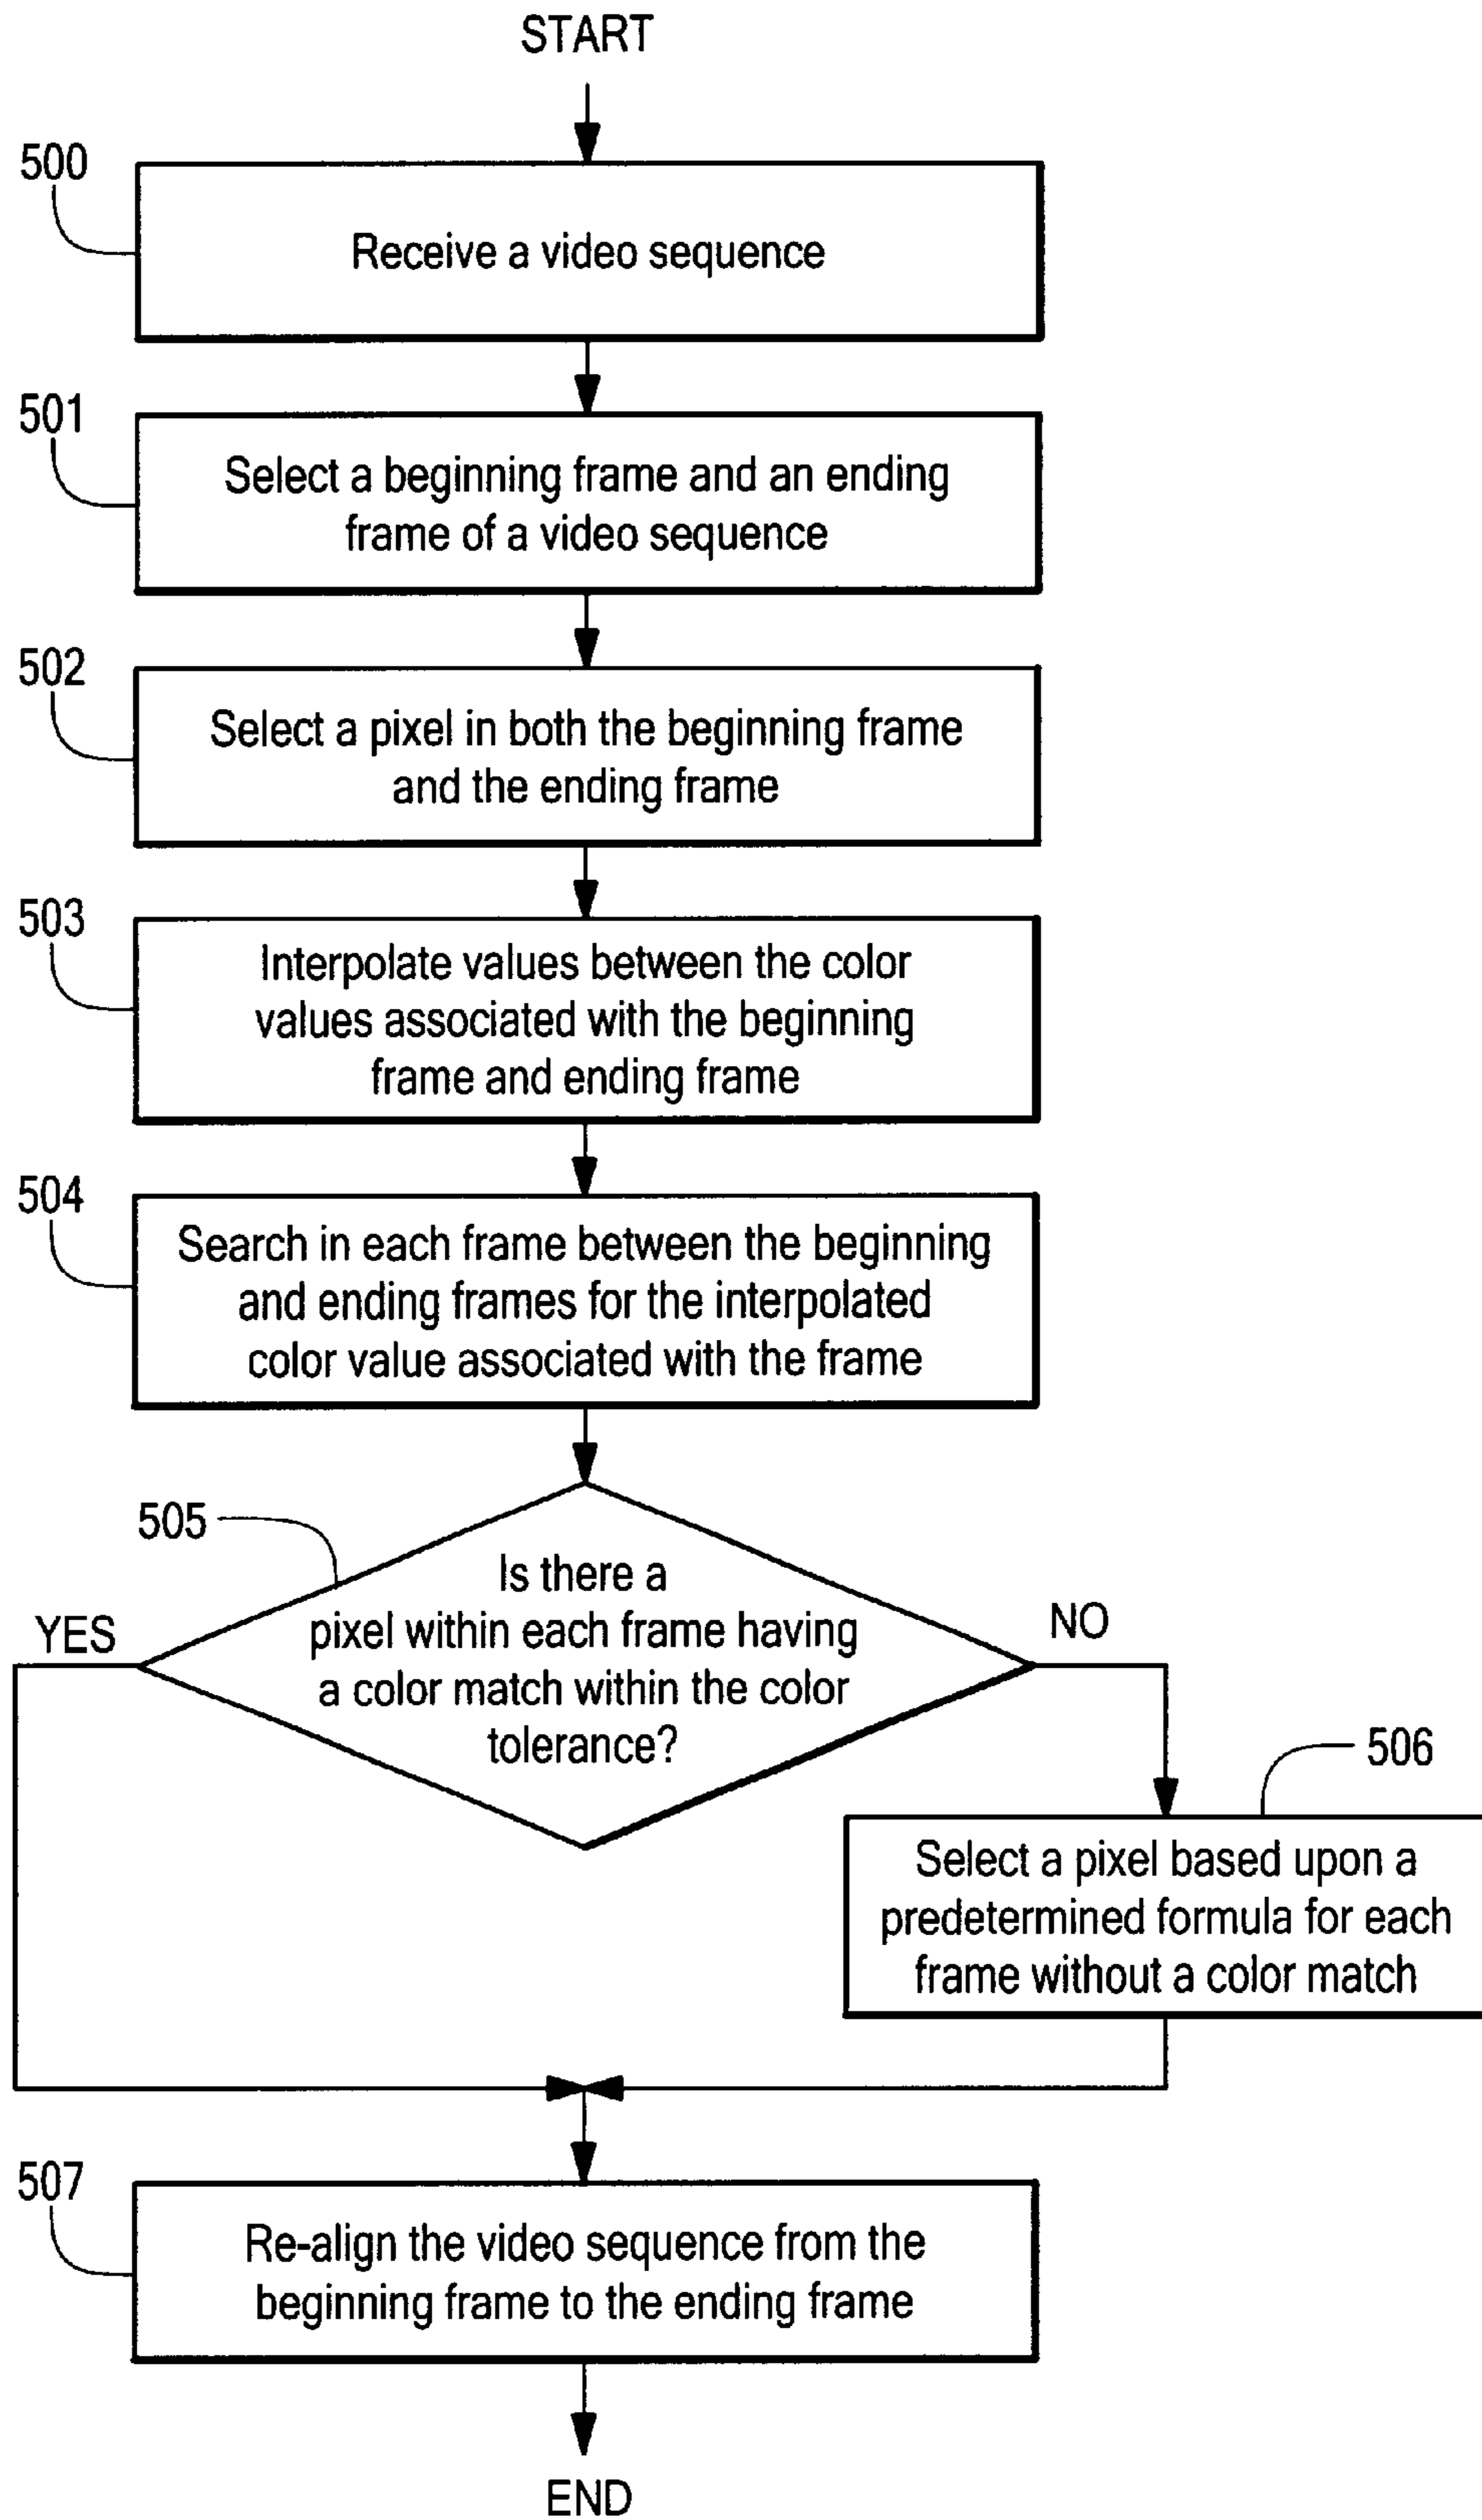 START
500
Receive a video sequence
501
Select a beginning frame and an ending
frame of a video sequence
502
Select a pixel in both the beginning frame
and the ending frame
503
Interpolate values between the color
values associated with the beginning
frame and ending frame
504
Search in each frame between the beginning
and ending frames for the interpolated
color value associated with the frame
505
Is there a
pixel within each frame having
a color match within the color
tolerance?
YES
NO
506
Select a pixel based upon a
predetermined formula for each
frame without a color match
507
Re-align the video sequence from the
beginning frame to the ending frame
END